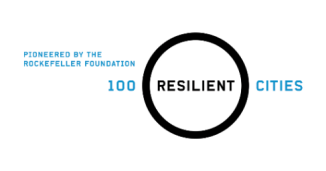 PIONEERED BY THE
ROCKEFELLER FOUNDATION
100 RESILIENT CITIES